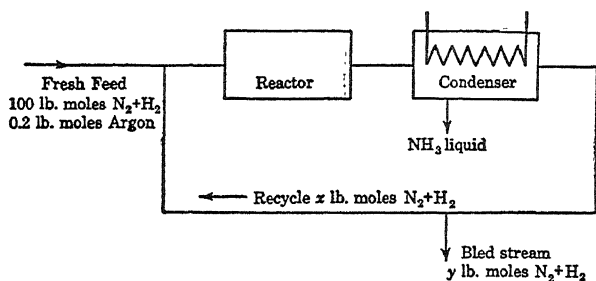 Fresh Feed
100 lb. moles N₂+H₂
0.2 lb. moles Argon
Reactor
Condenser
NH₃ liquid
Recycle x lb. moles N₂+H₂
Bled stream
y lb. moles N₂+H₂